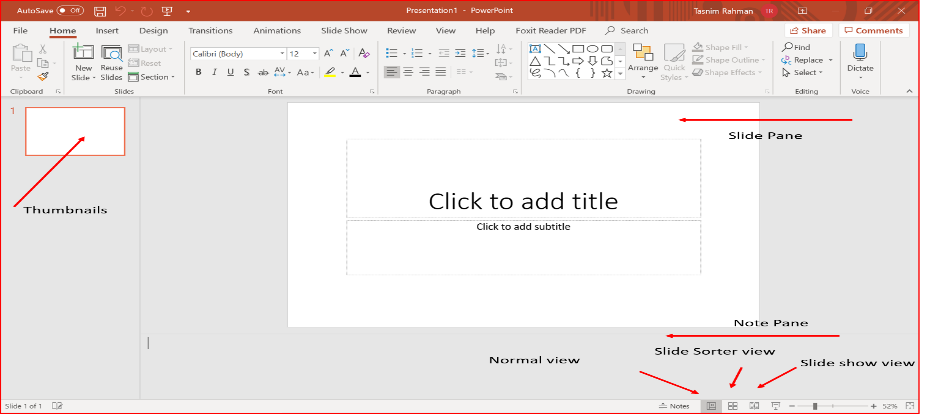 AutoSave Off Presentation1 - PowerPoint Tasnim Rahman TR
File Home Insert Design Transitions Animations Slide Show Review View Help Foxit Reader PDF Search Share Comments
Layout Calibri (Body) 12 Shape Fill Find
Paste New Slide Reuse Slides Reset Arrange Quick Styles Shape Outline Replace Dictate
Section B I U S ab AV Aa A Shape Effects Select
Clipboard Slides Font Paragraph Drawing Editing Voice
1
Slide Pane
Thumbnails
Click to add title
Click to add subtitle
Note Pane
Slide Sorter view
Normal view
Slide show view
Slide 1 of 1 Notes 52%